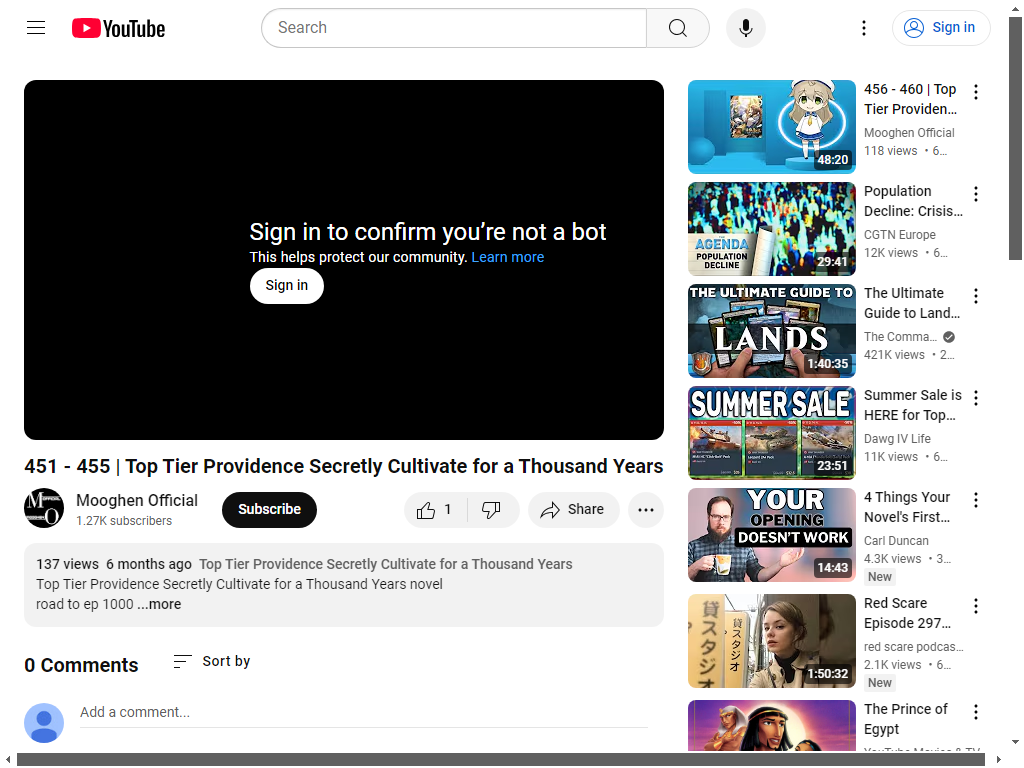 YouTube
Search
Sign in
Sign in to confirm you’re not a bot
This helps protect our community. Learn more
Sign in
451 - 455 | Top Tier Providence Secretly Cultivate for a Thousand Years
Mooghen Official
1.27K subscribers
Subscribe
1
Share
137 views 6 months ago Top Tier Providence Secretly Cultivate for a Thousand Years
Top Tier Providence Secretly Cultivate for a Thousand Years novel
road to ep 1000 ...more
0 Comments
Sort by
Add a comment...
48:20
456 - 460 | Top
Tier Providen...
Mooghen Official
118 views • 6...
THE AGENDA
POPULATION
DECLINE
29:41
Population
Decline: Crisis...
CGTN Europe
12K views • 6...
THE ULTIMATE GUIDE TO
LANDS
1:40:35
The Ultimate
Guide to Land...
The Comma...
421K views • 2...
SUMMER SALE
23:51
Summer Sale is
HERE for Top...
Dawg IV Life
11K views • 6...
YOUR
OPENING
DOESN'T WORK
14:43
4 Things Your
Novel's First...
Carl Duncan
4.3K views • 3...
New
貸スタジオ
貸スタジオ
1:50:32
Red Scare
Episode 297...
red scare podcas...
2.1K views • 6...
New
The Prince of
Egypt
YouTube Movies & TV